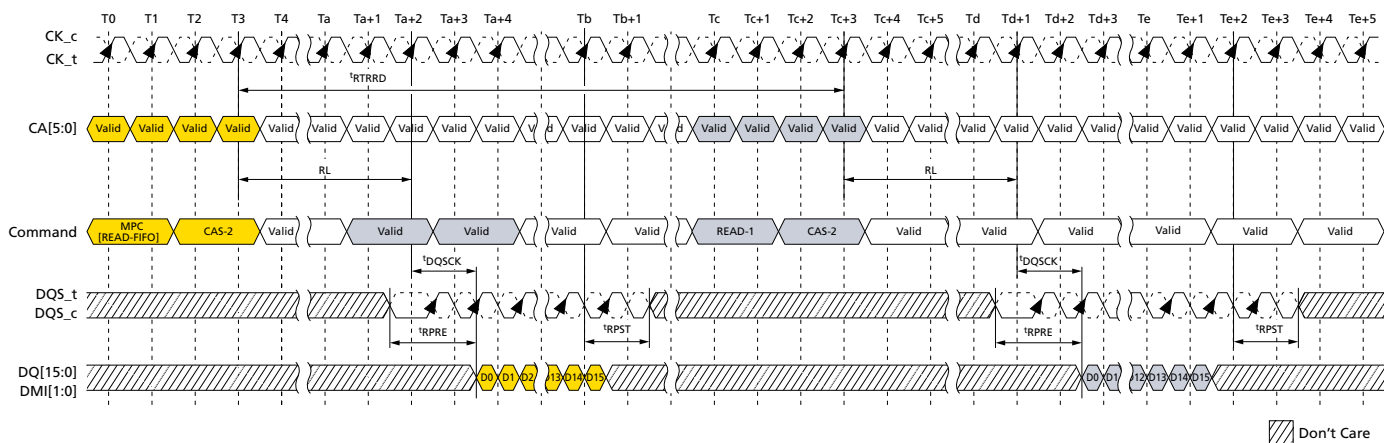 T0 T1 T2 T3 T4 Ta Ta+1 Ta+2 Ta+3 Ta+4 Tb Tb+1 Tc Tc+1 Tc+2 Tc+3 Tc+4 Tc+5 Td Td+1 Td+2 Td+3 Te Te+1 Te+2 Te+3 Te+4 Te+5
CK_c
CK_t
tRTRRD
CA[5:0] Valid Valid Valid Valid Valid Valid Valid Valid Valid Valid Valid Valid Valid Valid Valid Valid Valid Valid Valid Valid Valid Valid Valid Valid Valid Valid
RL RL
Command MPC [READ-FIFO] CAS-2 Valid Valid Valid Valid Valid READ-1 CAS-2 Valid Valid Valid Valid Valid Valid
tDQSCK tDQSCK
DQS_t
DQS_c
tRPRE tRPST tRPRE tRPST
DQ[15:0]
DMI[1:0]
D0 D1 D2 D13 D14 D15 D0 D1 D12 D13 D14 D15
Don't Care